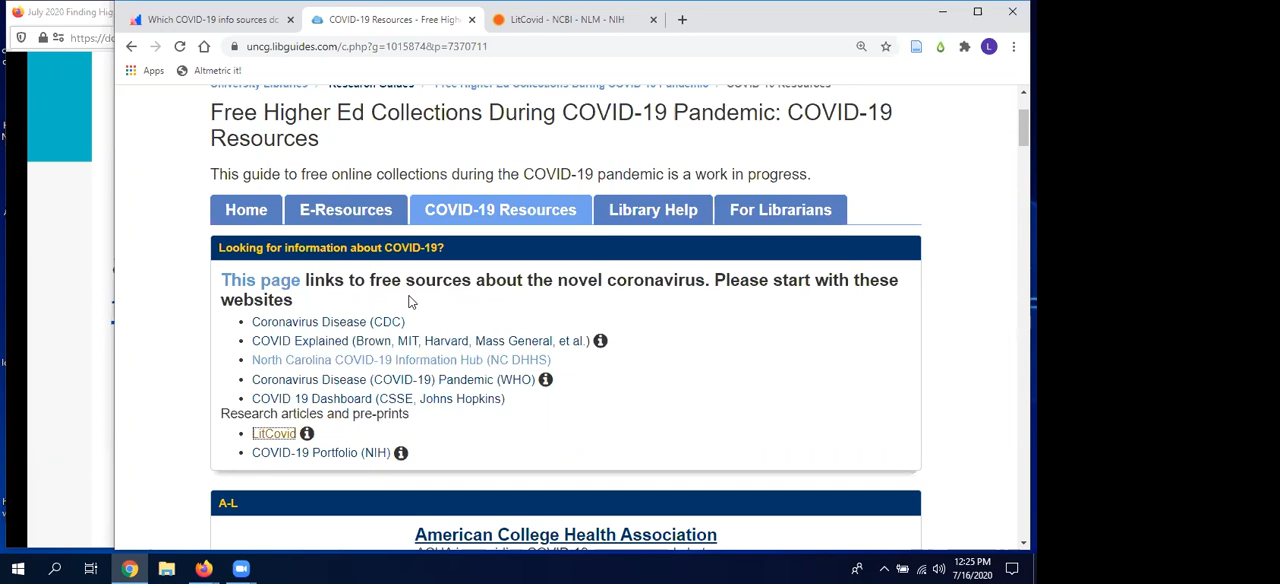 July 2020 Finding Hig
https://dc
Which COVID-19 info sources do
COVID-19 Resources - Free High
LitCovid - NCBI - NLM - NIH
uncg.libguides.com/c.php?g=1015874&p=7370711
Apps
Altmetric it!
L
University Libraries / Research Guides / Free Higher Ed Collections During COVID-19 Pandemic / COVID-19 Resources
Free Higher Ed Collections During COVID-19 Pandemic: COVID-19
Resources
This guide to free online collections during the COVID-19 pandemic is a work in progress.
Home
E-Resources
COVID-19 Resources
Library Help
For Librarians
Looking for information about COVID-19?
This page links to free sources about the novel coronavirus. Please start with these
websites
Coronavirus Disease (CDC)
COVID Explained (Brown, MIT, Harvard, Mass General, et al.)
North Carolina COVID-19 Information Hub (NC DHHS)
Coronavirus Disease (COVID-19) Pandemic (WHO)
COVID 19 Dashboard (CSSE, Johns Hopkins)
Research articles and pre-prints
LitCovid
COVID-19 Portfolio (NIH)
A-L
American College Health Association
12:25 PM
7/16/2020